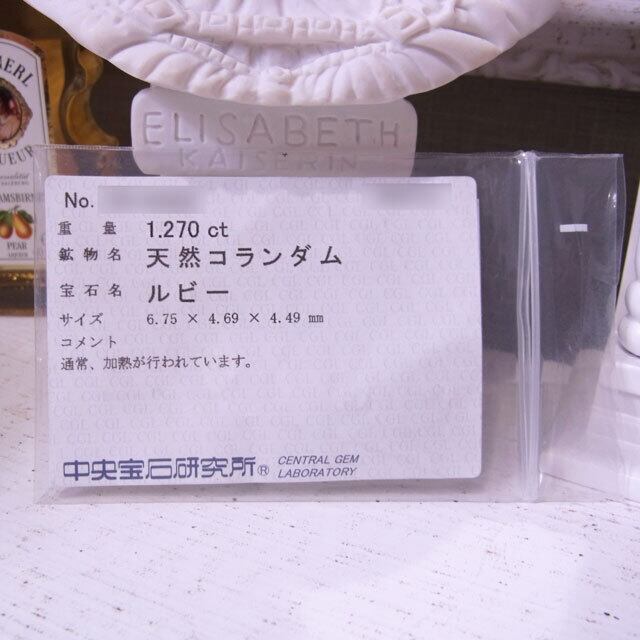 ELISABETH
KAISERIN
PEAR
No.
重量 1.270 ct
鉱物名 天然コランダム
宝石名 ルビー
サイズ 6.75 × 4.69 × 4.49 mm
コメント
通常、加熱が行われています。
中央宝石研究所® CENTRAL GEM
LABORATORY